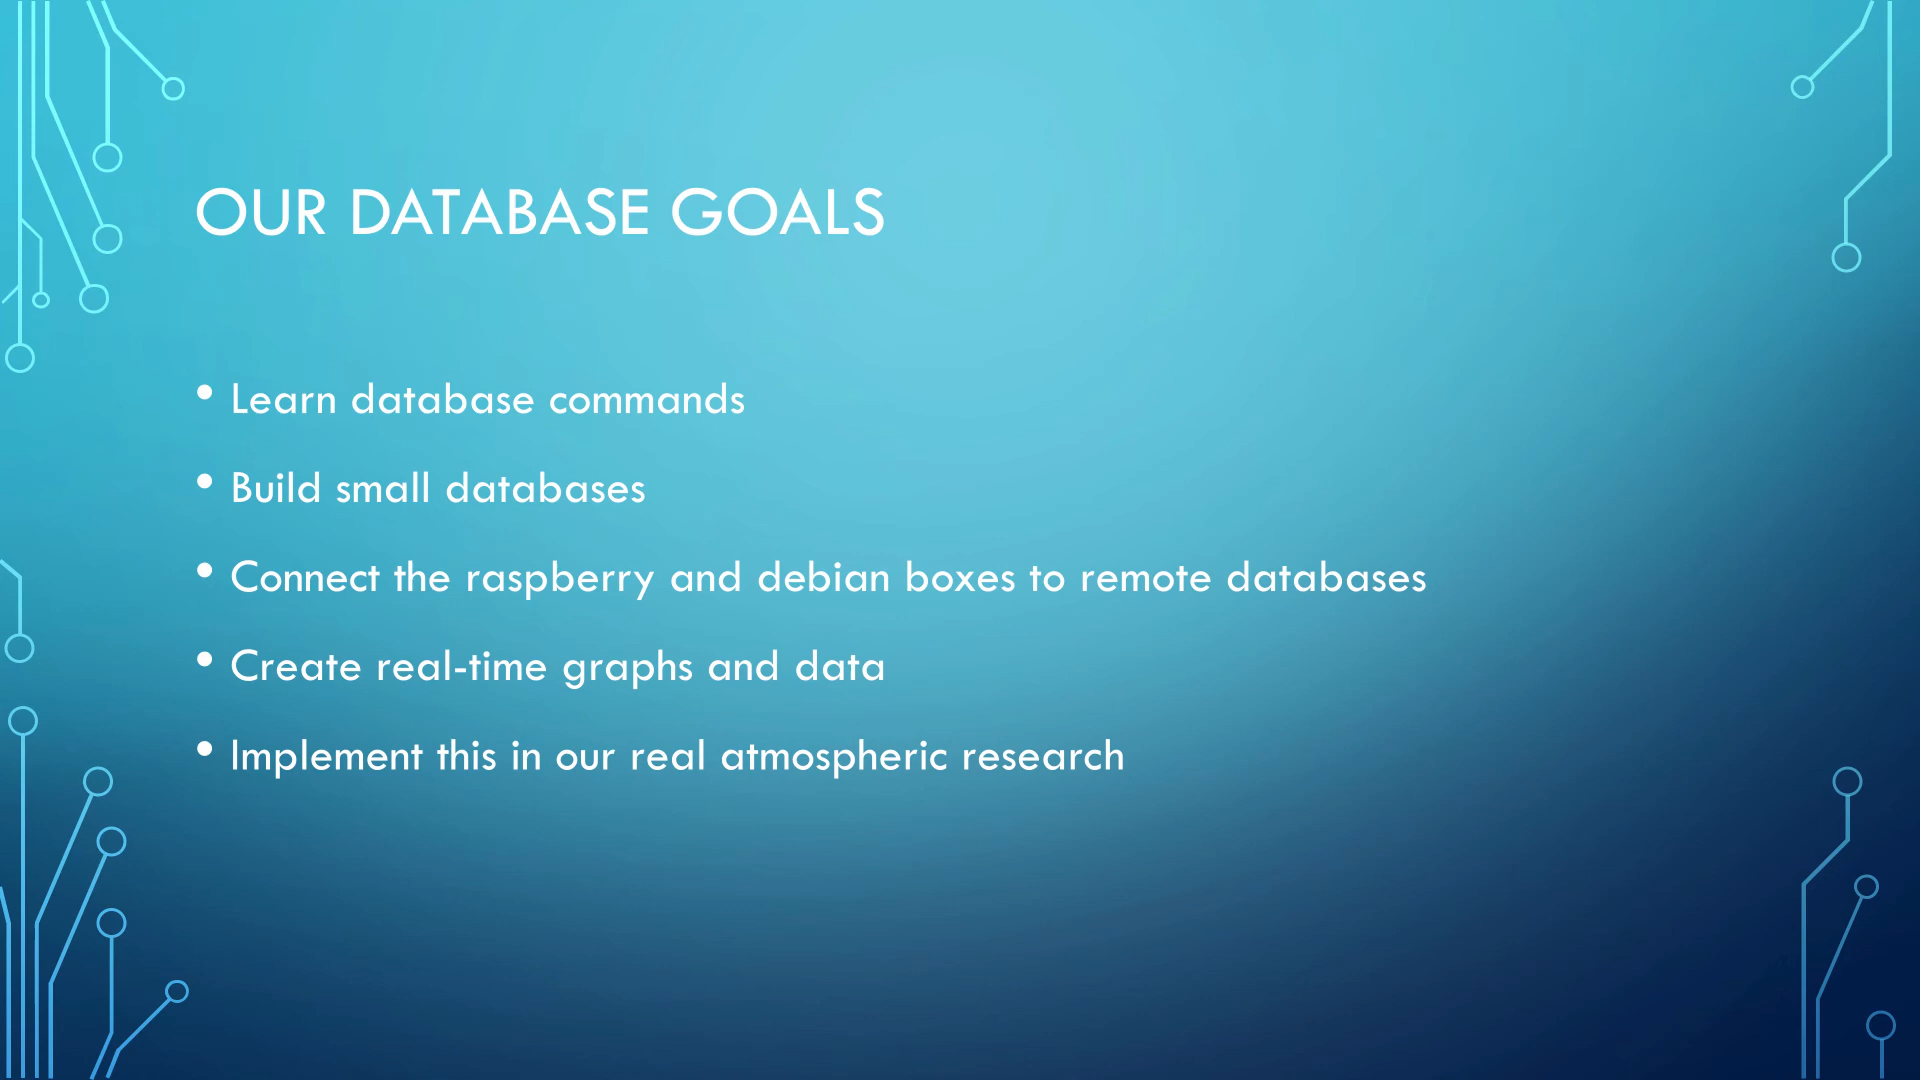 OUR DATABASE GOALS
• Learn database commands
• Build small databases
• Connect the raspberry and debian boxes to remote databases
• Create real-time graphs and data
• Implement this in our real atmospheric research